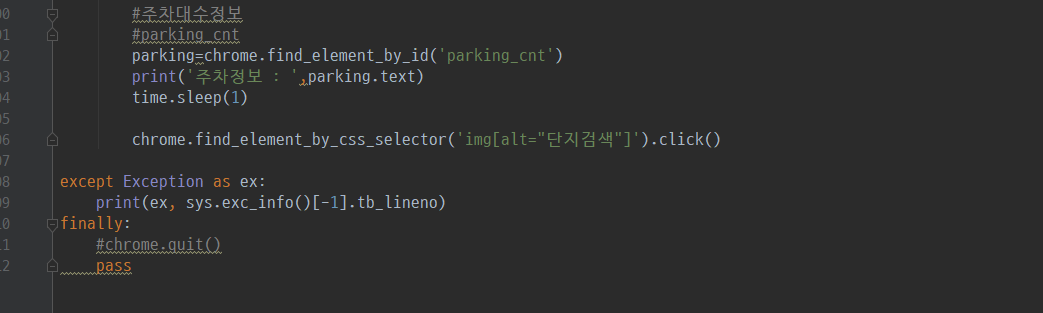 00 #주차대수정보
01 #parking_cnt
02 parking=chrome.find_element_by_id('parking_cnt')
03 print('주차정보 : ',parking.text)
04 time.sleep(1)
05
06 chrome.find_element_by_css_selector('img[alt="단지검색"]').click()
07
08 except Exception as ex:
09 print(ex, sys.exc_info()[-1].tb_lineno)
10 finally:
11 #chrome.quit()
12 pass